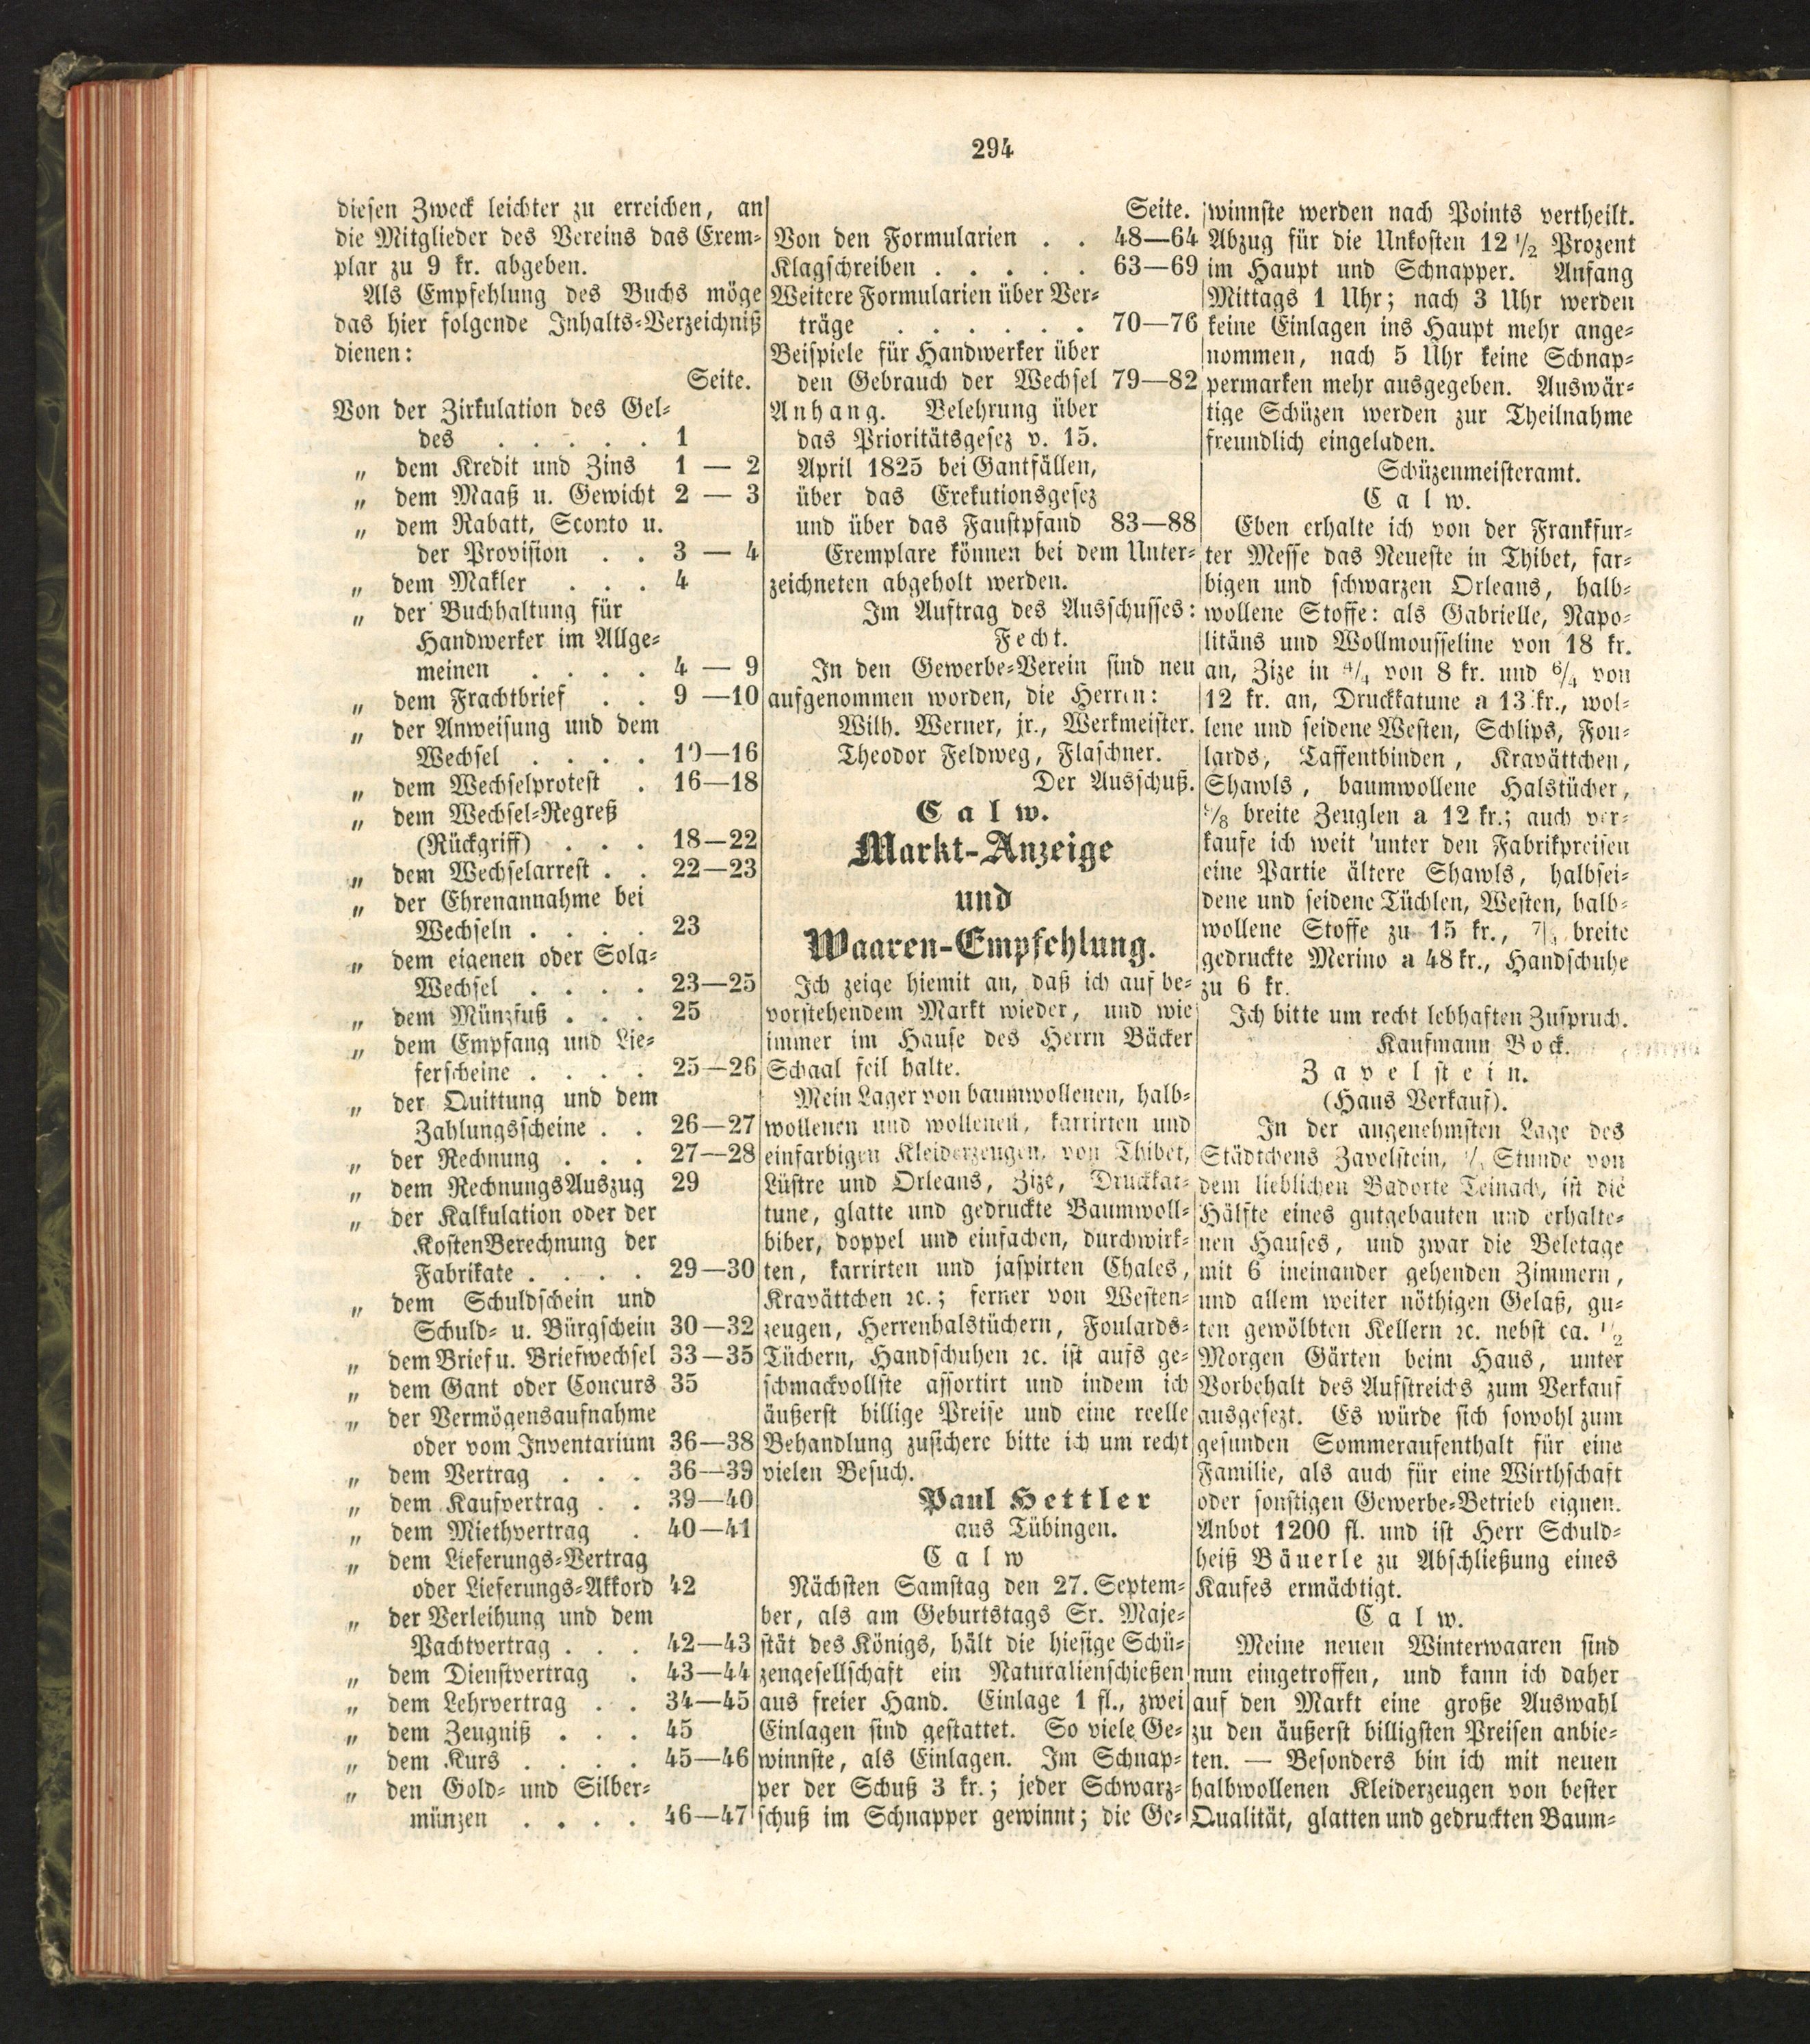 294
diesen Zweck leichter zu erreichen, an
die Mitglieder des Vereins das Exem-
plar zu 9 kr. abgeben.
Als Empfehlung des Buchs möge
das hier folgende Inhalts-Verzeichniß
dienen:
Seite.
Von der Zirkulation des Gel-
des . . . . . 1
„ dem Kredit und Zins 1 — 2
„ dem Maaß u. Gewicht 2 — 3
„ dem Rabatt, Sconto u.
der Provision . . 3 — 4
„ dem Makler . . . 4
„ der Buchhaltung für
Handwerker im Allge-
meinen . . . . 4 — 9
„ dem Frachtbrief . . 9 —10
„ der Anweisung und dem
Wechsel . . . . 10—16
„ dem Wechselprotest . 16—18
„ dem Wechsel-Regreß
(Rückgriff) . . . 18—22
„ dem Wechselarrest . . 22—23
„ der Ehrenannahme bei
Wechseln . . . . 23
„ dem eigenen oder Sola-
Wechsel . . . . 23—25
„ dem Münzfuß . . . 25
„ dem Empfang und Lie-
ferscheine . . . . 25—26
„ der Quittung und dem
Zahlungsscheine . . 26—27
„ der Rechnung . . . 27—28
„ dem RechnungsAuszug 29
„ der Kalkulation oder der
KostenBerechnung der
Fabrikate . . . . 29—30
„ dem Schuldschein und
Schuld- u. Bürgschein 30—32
„ dem Brief u. Briefwechsel 33—35
„ dem Gant oder Concurs 35
„ der Vermögensaufnahme
oder vom Inventarium 36—38
„ dem Vertrag . . . 36—39
„ dem Kaufvertrag . . 39—40
„ dem Miethvertrag . 40—41
„ dem Lieferungs-Vertrag
oder Lieferungs-Akkord 42
„ der Verleihung und dem
Pachtvertrag . . . 42—43
„ dem Dienstvertrag . 43—44
„ dem Lehrvertrag . . 34—45
„ dem Zeugniß . . . 45
„ dem Kurs . . . . 45—46
„ den Gold- und Silber-
münzen . . . . 46—47
Seite.
Von den Formularien . . 48—64
Klagschreiben . . . . . 63—69
Weitere Formularien über Ver-
träge . . . . . . 70—76
Beispiele für Handwerker über
den Gebrauch der Wechsel 79—82
Anhang. Belehrung über
das Prioritätsgesez v. 15.
April 1825 bei Gantfällen,
über das Exekutionsgesez
und über das Faustpfand 83—88
Exemplare können bei dem Unter-
zeichneten abgeholt werden.
Im Auftrag des Ausschusses:
Fecht.
In den Gewerbe-Verein sind neu
aufgenommen worden, die Herren:
Wilh. Werner, jr., Werkmeister.
Theodor Feldweg, Flaschner.
Der Ausschuß.
Calw.
Markt-Anzeige
und
Waaren-Empfehlung.
Ich zeige hiemit an, daß ich auf be-
vorstehendem Markt wieder, und wie
immer im Hause des Herrn Bäcker
Schaal feil halte.
Mein Lager von baumwollenen, halb-
wollenen und wollenen, karrirten und
einfarbigen Kleiderzeugen, von Thibet,
Lüstre und Orleans, Zize, Druckkat-
tune, glatte und gedruckte Baumwoll-
biber, doppel und einfachen, durchwirk-
ten, karrirten und jaspirten Chales,
Kravättchen ꝛc.; ferner von Westen-
zeugen, Herrenhalstüchern, Foulards-
Tüchern, Handschuhen ꝛc. ist aufs ge-
schmackvollste assortirt und indem ich
äußerst billige Preise und eine reelle
Behandlung zusichere bitte ich um recht
vielen Besuch.
Paul Hettler
aus Tübingen.
Calw
Nächsten Samstag den 27. Septem-
ber, als am Geburtstags Sr. Maje-
stät des Königs, hält die hiesige Schü-
zengesellschaft ein Naturalienschießen
aus freier Hand. Einlage 1 fl., zwei
Einlagen sind gestattet. So viele Ge-
winnste, als Einlagen. Im Schnap-
per der Schuß 3 kr.; jeder Schwarz-
schuß im Schnapper gewinnt; die Ge-
winnste werden nach Points vertheilt.
Abzug für die Unkosten 12 1/2 Prozent
im Haupt und Schnapper. Anfang
Mittags 1 Uhr; nach 3 Uhr werden
keine Einlagen ins Haupt mehr ange-
nommen, nach 5 Uhr keine Schnap-
permarken mehr ausgegeben. Auswär-
tige Schüzen werden zur Theilnahme
freundlich eingeladen.
Schüzenmeisteramt.
Calw.
Eben erhalte ich von der Frankfur-
ter Messe das Neueste in Thibet, far-
bigen und schwarzen Orleans, halb-
wollene Stoffe: als Gabrielle, Napo-
litäns und Wollmousseline von 18 kr.
an, Zize in 4/4 von 8 kr. und 6/4 von
12 kr. an, Druckkatune a 13 kr., wol-
lene und seidene Westen, Schlips, Fou-
lards, Taffentbinden, Kravättchen,
Shawls, baumwollene Halstücher,
breite Zeuglen a 12 kr.; auch ver-
kaufe ich weit unter den Fabrikpreisen
eine Partie ältere Shawls, halbsei-
dene und seidene Tüchlen, Westen, halb-
wollene Stoffe zu 15 kr., breite
gedruckte Merino a 48 kr., Handschuhe
zu 6 kr.
Ich bitte um recht lebhaften Zuspruch.
Kaufmann Bock.
Zavelstein.
(Haus Verkauf).
In der angenehmsten Lage des
Städtchens Zavelstein, Stunde von
dem lieblichen Badorte Teinach, ist die
Hälfte eines gutgebauten und erhalte-
nen Hauses, und zwar die Beletage
mit 6 ineinander gehenden Zimmern,
und allem weiter nöthigen Gelaß, gu-
ten gewölbten Kellern ꝛc. nebst ca. 1/2
Morgen Gärten beim Haus, unter
Vorbehalt des Aufstreichs zum Verkauf
ausgesezt. Es würde sich sowohl zum
gesunden Sommeraufenthalt für eine
Familie, als auch für eine Wirthschaft
oder sonstigen Gewerbe-Betrieb eignen.
Anbot 1200 fl. und ist Herr Schuld-
heiß Bäuerle zu Abschließung eines
Kaufes ermächtigt.
Calw.
Meine neuen Winterwaaren sind
nun eingetroffen, und kann ich daher
auf den Markt eine große Auswahl
zu den äußerst billigsten Preisen anbie-
ten. — Besonders bin ich mit neuen
halbwollenen Kleiderzeugen von bester
Qualität, glatten und gedruckten Baum-